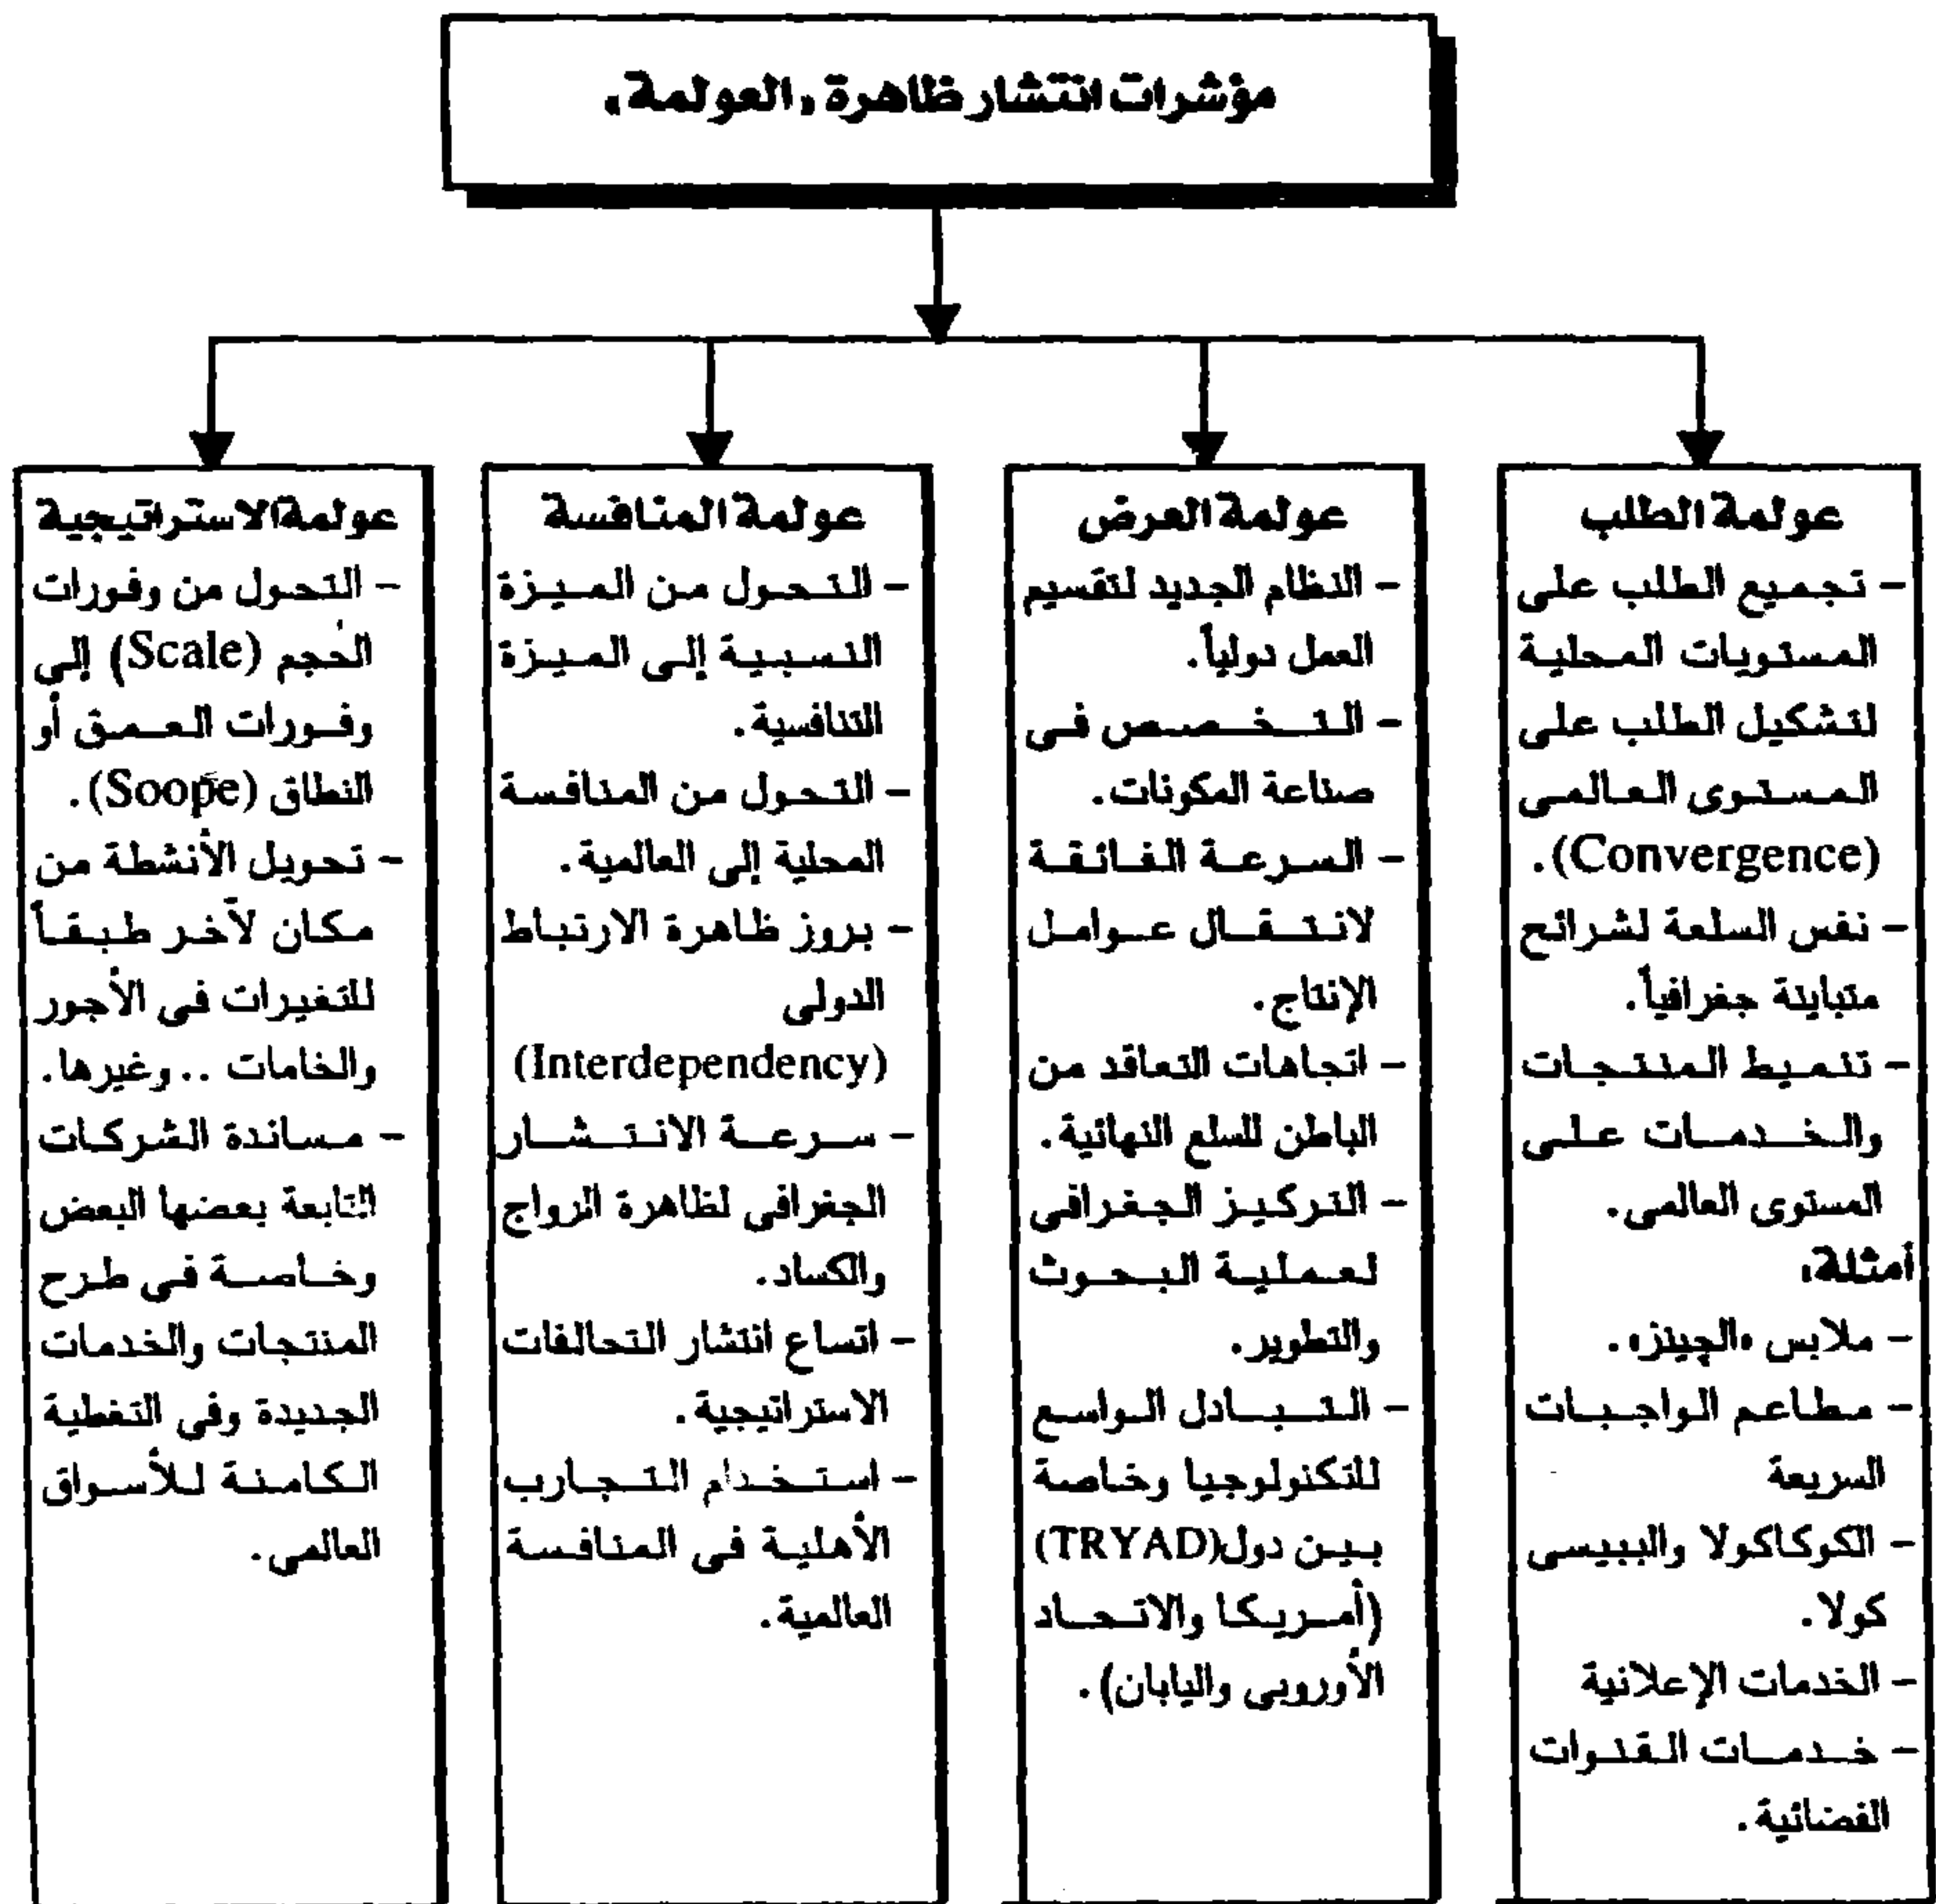 مؤشرات انتشار ظاهرة «العولمة»
عولمة الطلب
- تجميع الطلب على
المستويات المحلية
لتشكيل الطلب على
المستوى العالمى
(Convergence).
- نفس السلعة لشرائح
متباينة جغرافياً.
- تنميط المنتجات
والخدمات على
المستوى العالمى.
أمثلة:
- ملابس «الچينز».
- مطاعم الواجبات
السريعة
- الكوكاكولا والبيبسى
كولا.
- الخدمات الإعلانية
- خدمات القنوات
الفضائية.
عولمة العرض
- النظام الجديد لتقسيم
العمل دولياً.
- التخصص فى
صناعة المكونات.
- السرعة الفائقة
لانتقال عوامل
الإنتاج.
- اتجاهات التعاقد من
الباطن للسلع النهائية.
- التركيز الجغرافى
لعملية البحوث
والتطوير.
- التبادل الواسع
للتكنولوجيا وخاصة
بين دول(TRYAD)
(أمريكا والاتحاد
الأوروبى واليابان).
عولمة المنافسة
- التحول من الميزة
النسبية إلى الميزة
التنافسية.
- التحول من المنافسة
المحلية إلى العالمية.
- بروز ظاهرة الارتباط
الدولى
(Interdependency)
- سرعة الانتشار
الجغرافى لظاهرة الرواج
والكساد.
- اتساع انتشار التحالفات
الاستراتيجية.
- استخدام التجارب
الأهلية فى المنافسة
العالمية.
عولمة الاستراتيجية
- التحول من وفورات
الحجم (Scale) إلى
وفورات العمق أو
النطاق (Soope).
- تحويل الأنشطة من
مكان لآخر طبقاً
للتغيرات فى الأجور
والخامات .. وغيرها.
- مساندة الشركات
التابعة بعضها البعض
وخاصة فى طرح
المنتجات والخدمات
الجديدة وفى التغطية
الكامنة للأسواق
العالمى.